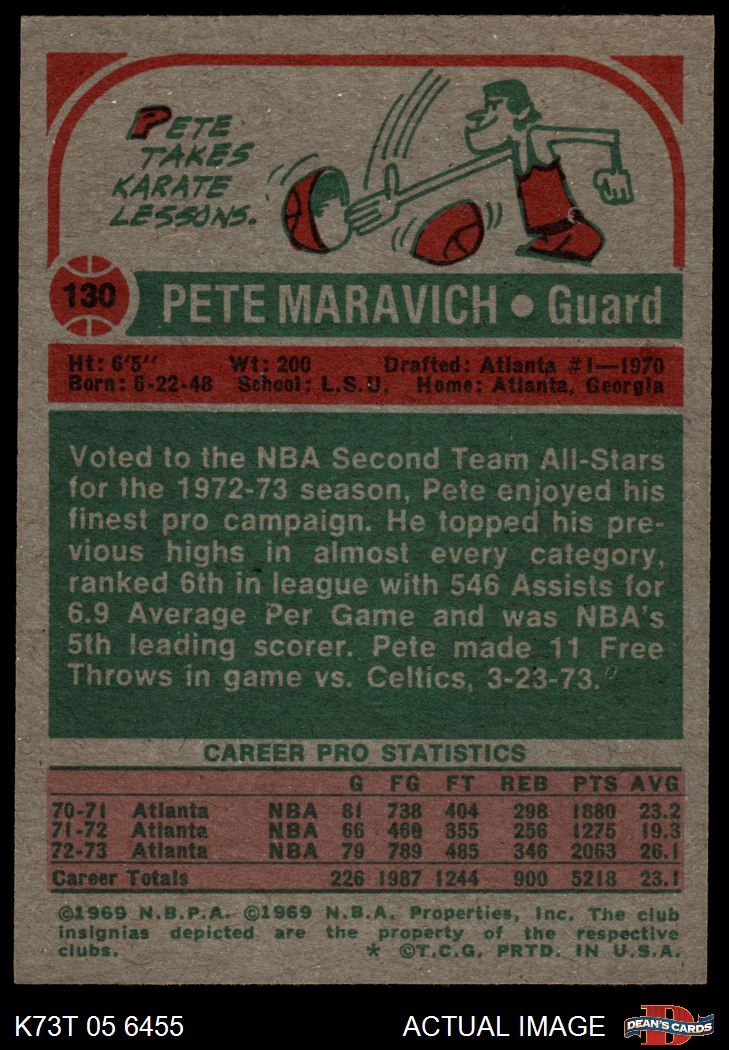 PETE
TAKES
KARATE
LESSONS.
130
PETE MARAVICH • Guard
Ht: 6'5" Wt: 200 Drafted: Atlanta #1—1970
Born: 6-22-48 School: L.S.U. Home: Atlanta, Georgia
Voted to the NBA Second Team All-Stars
for the 1972-73 season, Pete enjoyed his
finest pro campaign. He topped his pre-
vious highs in almost every category,
ranked 6th in league with 546 Assists for
6.9 Average Per Game and was NBA's
5th leading scorer. Pete made 11 Free
Throws in game vs. Celtics, 3-23-73.
CAREER PRO STATISTICS
G FG FT REB PTS AVG
70-71 Atlanta NBA 81 738 404 298 1880 23.2
71-72 Atlanta NBA 66 460 355 256 1275 19.3
72-73 Atlanta NBA 79 789 485 346 2063 26.1
Career Totals 226 1987 1244 900 5218 23.1
©1969 N.B.P.A. ©1969 N.B.A. Properties, Inc. The club
insignias depicted are the property of the respective
clubs. * ©T.C.G. PRTD. IN U.S.A.
K73T 05 6455 ACTUAL IMAGE DEAN'S CARDS